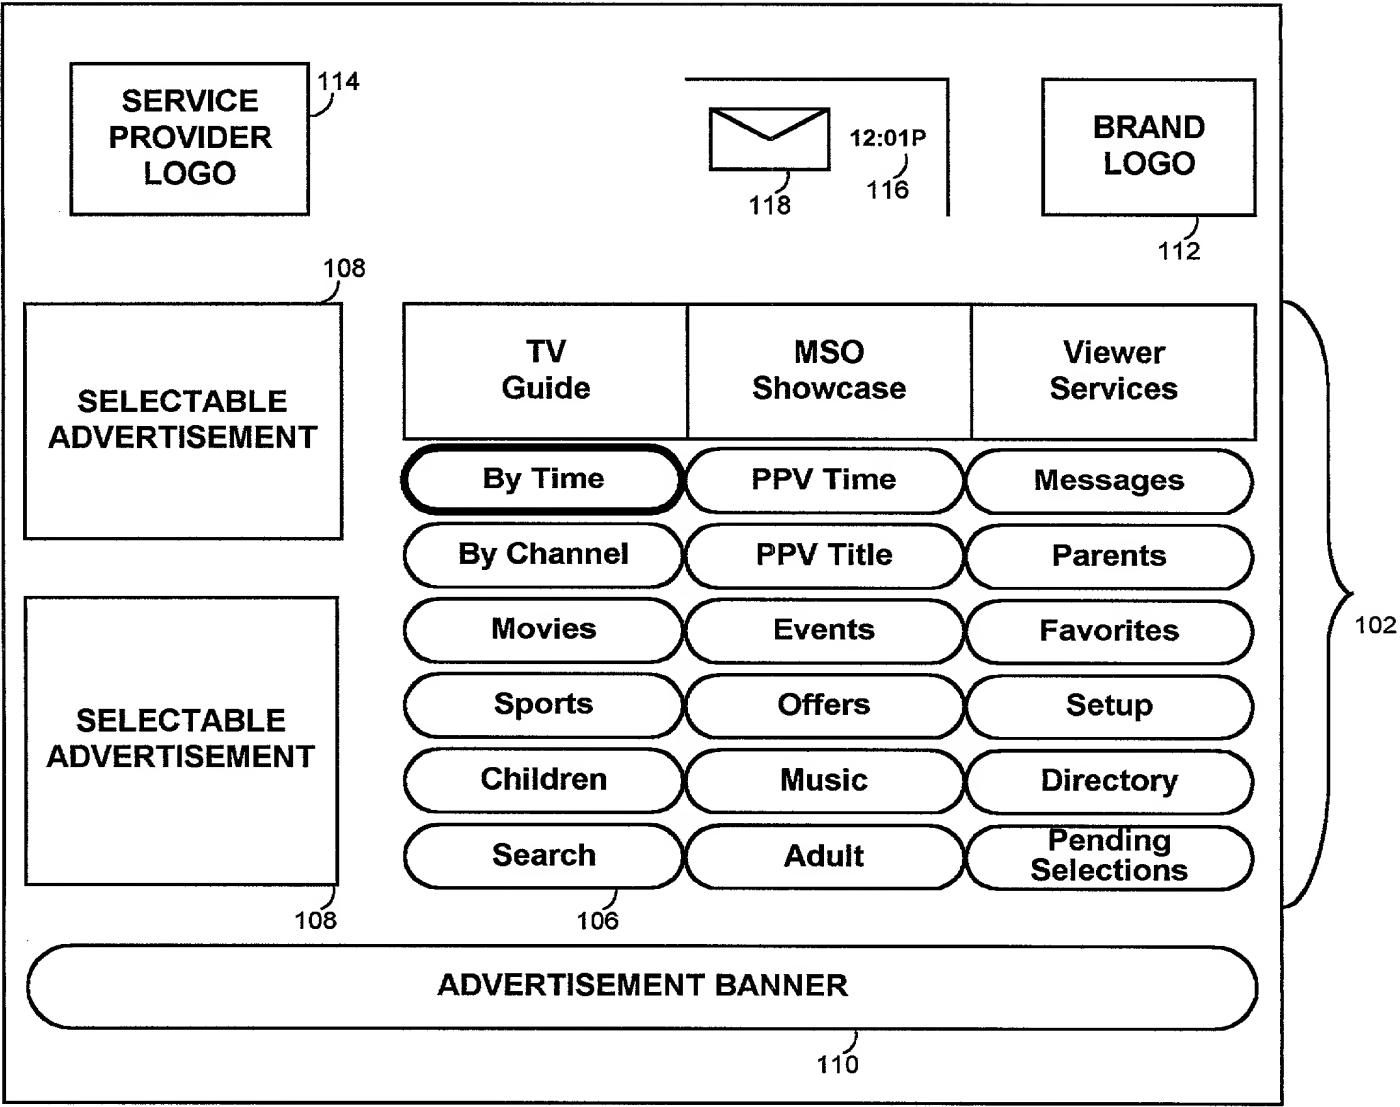 SERVICE
PROVIDER
LOGO
114
12:01P
116
118
BRAND
LOGO
112
108
SELECTABLE
ADVERTISEMENT
SELECTABLE
ADVERTISEMENT
108
TV
Guide
MSO
Showcase
Viewer
Services
By Time
PPV Time
Messages
By Channel
PPV Title
Parents
Movies
Events
Favorites
Sports
Offers
Setup
Children
Music
Directory
Search
Adult
Pending
Selections
102
106
ADVERTISEMENT BANNER
110